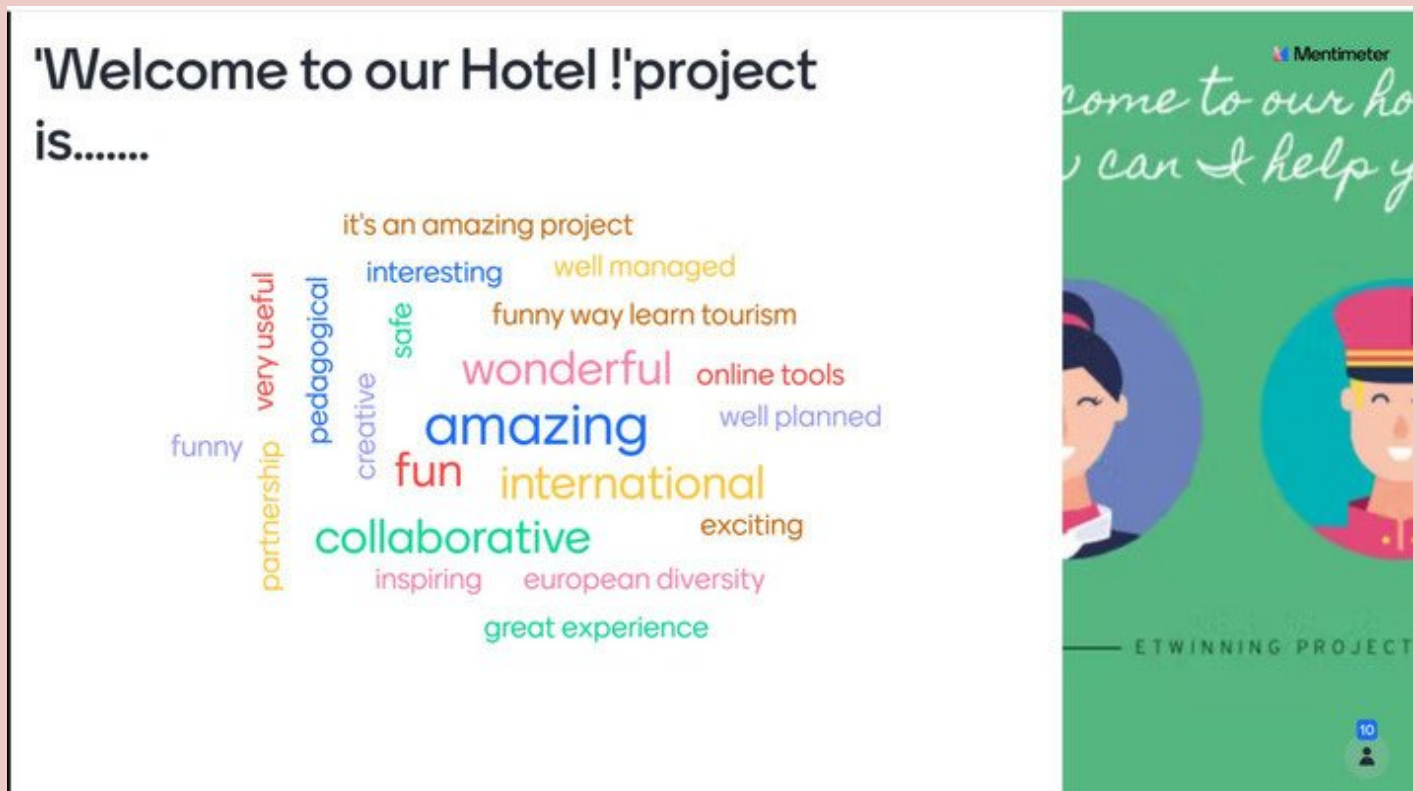 'Welcome to our Hotel !'project
is.......
it's an amazing project
interesting
well managed
very useful
pedagogical
safe
funny way learn tourism
wonderful
online tools
creative
amazing
well planned
funny
partnership
fun
international
collaborative
exciting
inspiring
european diversity
great experience
Mentimeter
come to our ho
can I help y
ETWINNING PROJECT
10